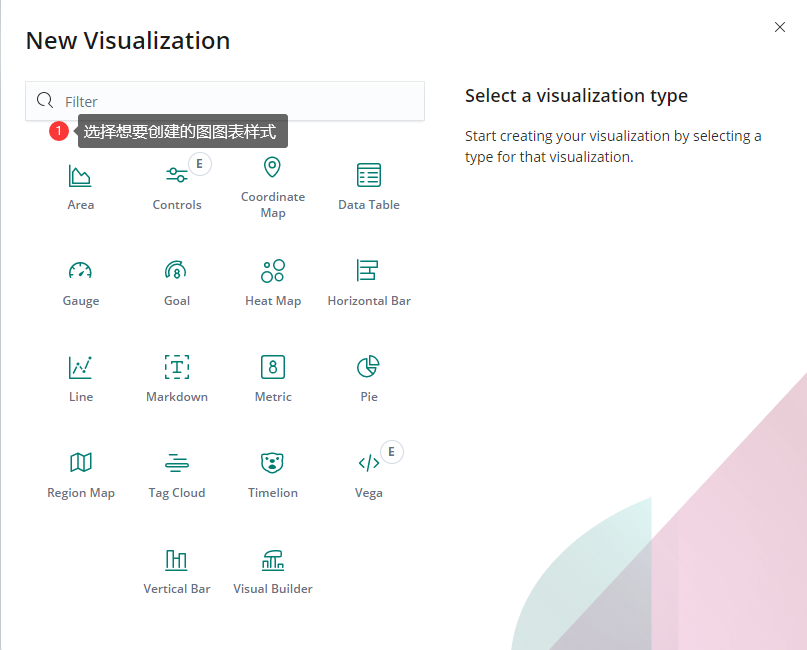 New Visualization
Filter
1
选择想要创建的图图表样式
Select a visualization type
Start creating your visualization by selecting a
type for that visualization.
E
Area
Controls
Coordinate
Map
Data Table
8
Gauge
Goal
Heat Map
Horizontal Bar
T
8
Line
Markdown
Metric
Pie
E
Region Map
Tag Cloud
Timelion
Vega
Vertical Bar
Visual Builder